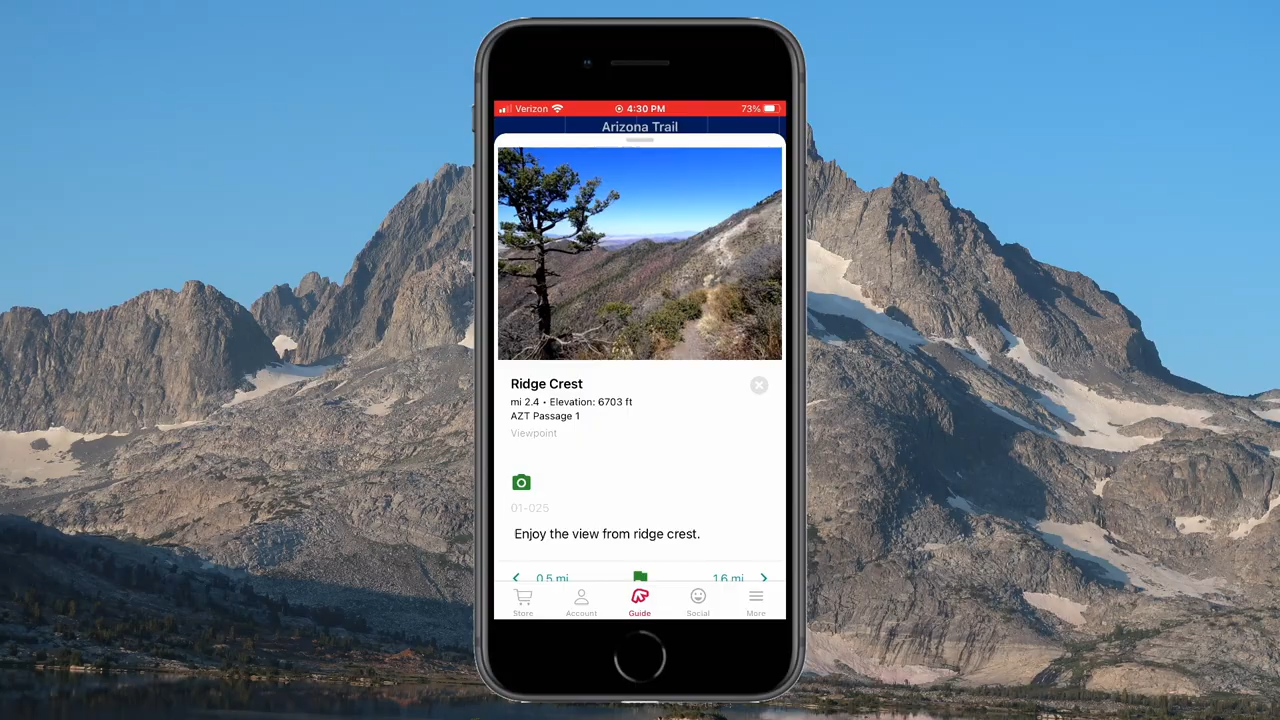 Verizon 4:30 PM 73%
Arizona Trail
Ridge Crest
mi 2.4 • Elevation: 6703 ft
AZT Passage 1
Viewpoint
01-025
Enjoy the view from ridge crest.
0.5 mi 1.6 mi
Store Account Guide Social More